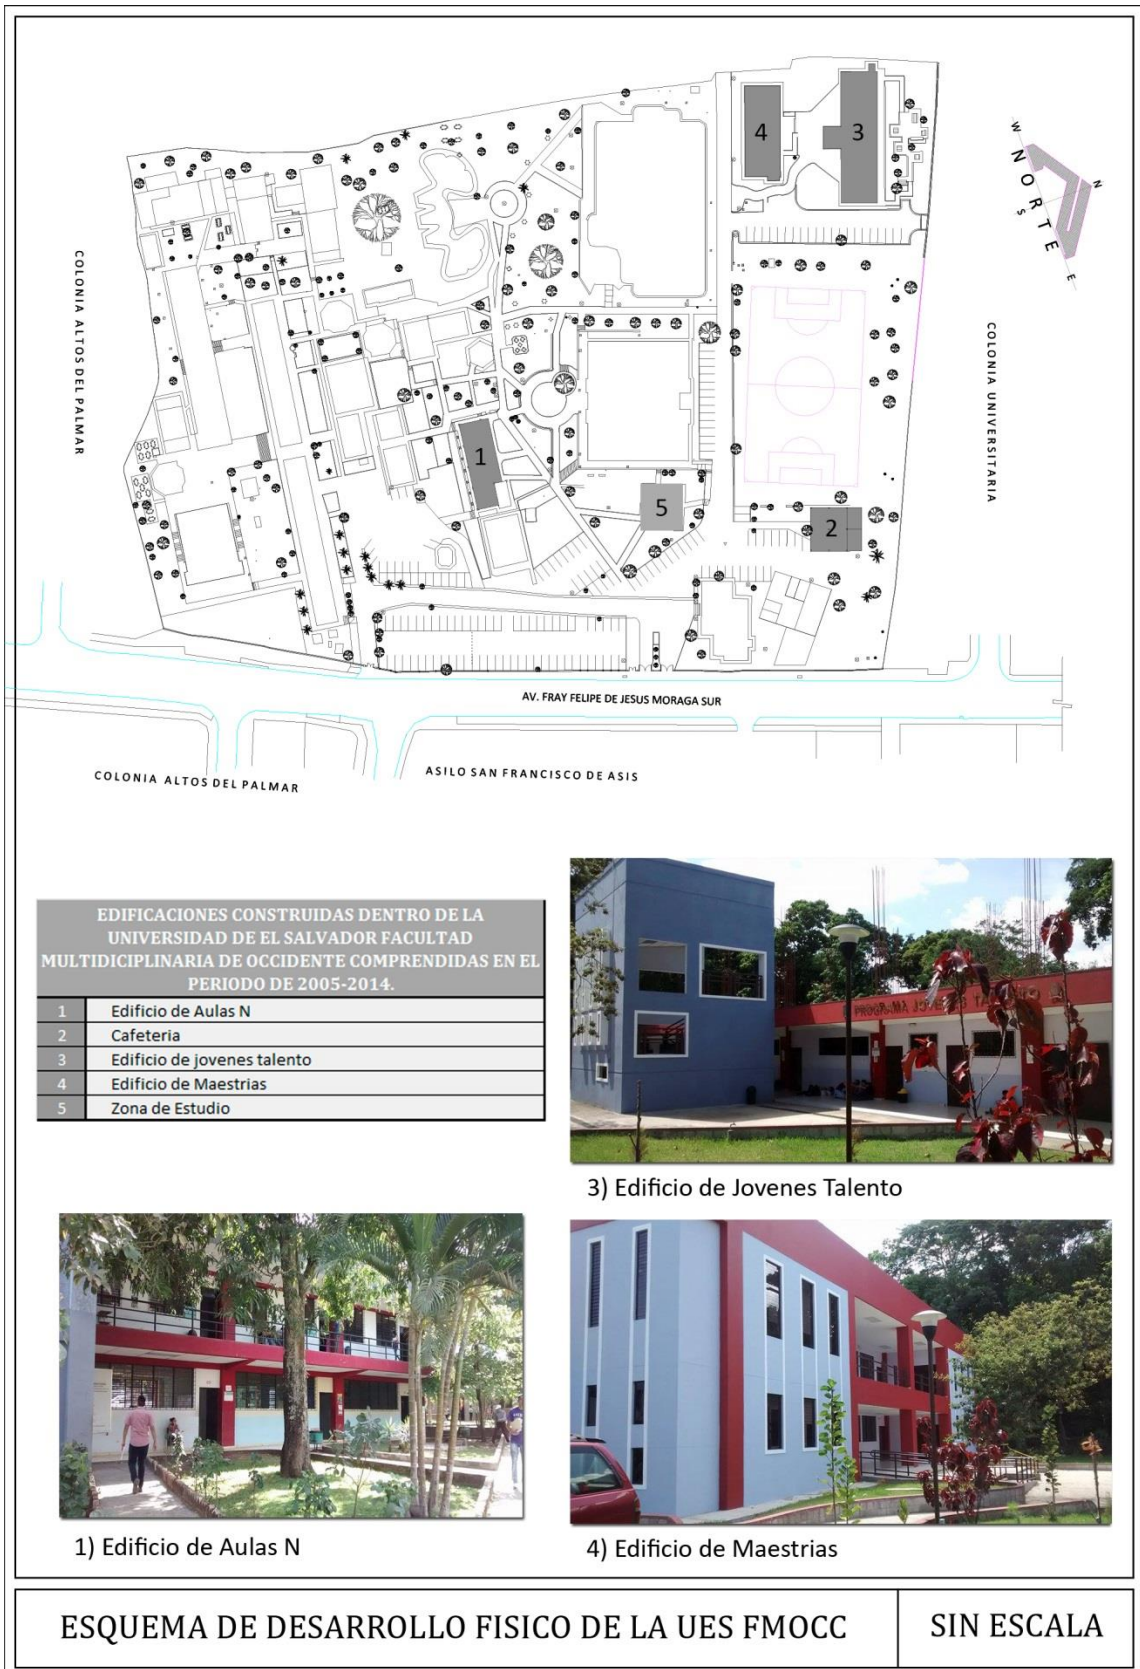 4
3
W
N
NORTE
S
E
COLONIA ALTOS DEL PALMAR
COLONIA UNIVERSITARIA
1
5
2
AV. FRAY FELIPE DE JESUS MORAGA SUR
COLONIA ALTOS DEL PALMAR
ASILO SAN FRANCISCO DE ASIS
EDIFICACIONES CONSTRUIDAS DENTRO DE LA
UNIVERSIDAD DE EL SALVADOR FACULTAD
MULTIDICIPLINARIA DE OCCIDENTE COMPRENDIDAS EN EL
PERIODO DE 2005-2014.
1 Edificio de Aulas N
2 Cafeteria
3 Edificio de jovenes talento
4 Edificio de Maestrias
5 Zona de Estudio
PROGRAMA JOVENES TALENTO
3) Edificio de Jovenes Talento
1) Edificio de Aulas N
4) Edificio de Maestrias
ESQUEMA DE DESARROLLO FISICO DE LA UES FMOCC
SIN ESCALA